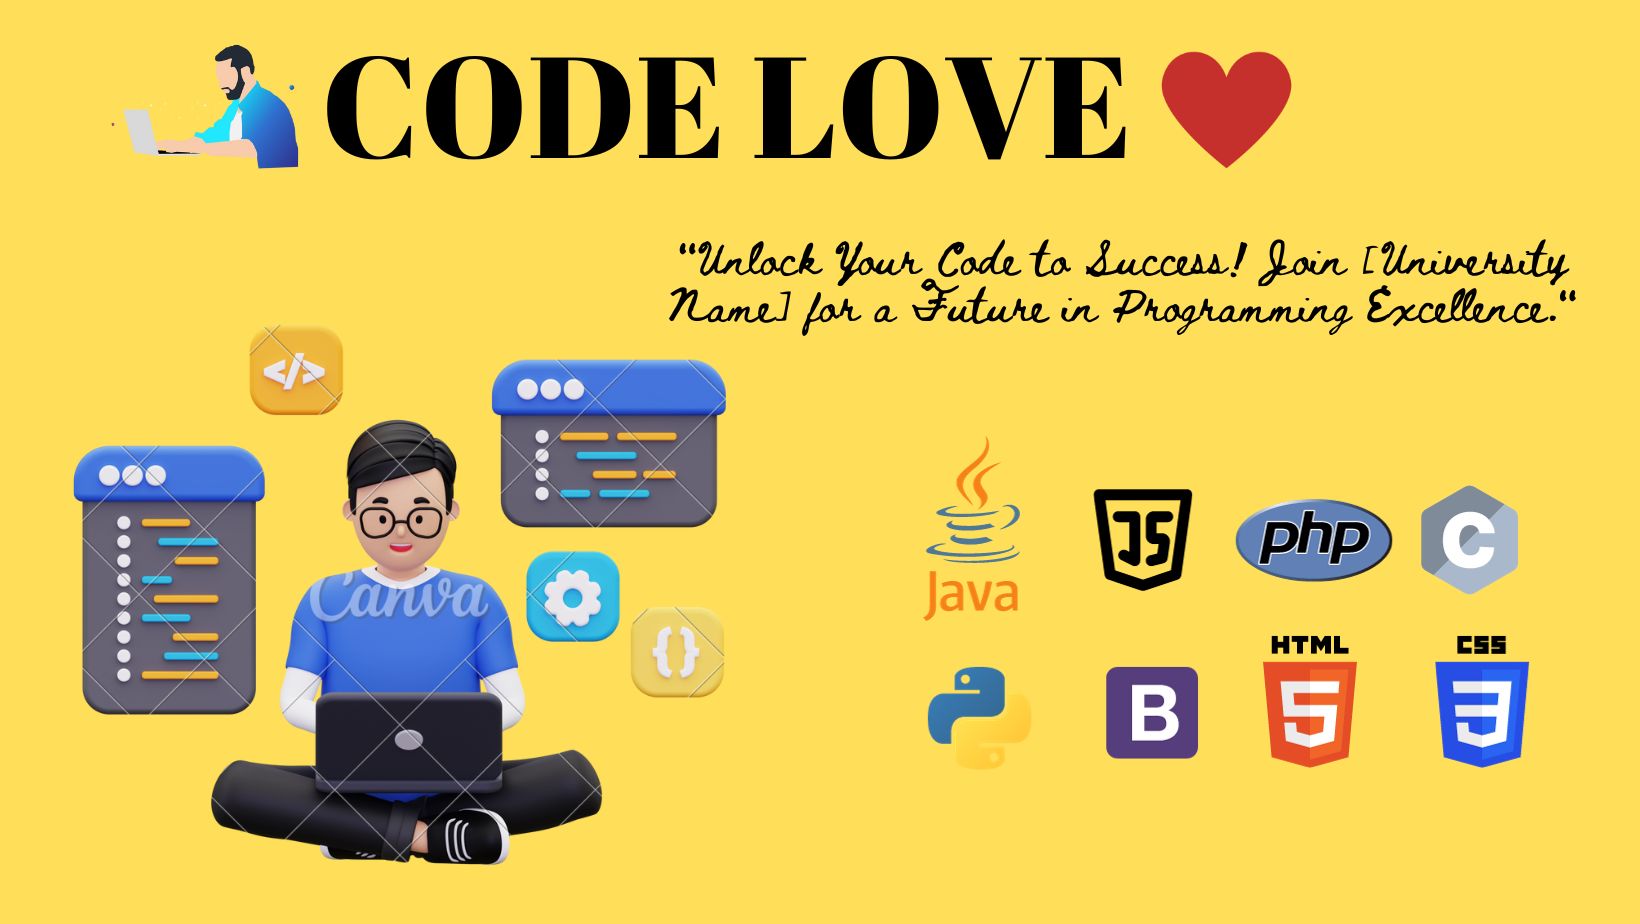 CODE LOVE
“Unlock Your Code to Success! Join [University
Name] for a Future in Programming Excellence.“
</>
Canva
{}
Java
JS
php
C
B
HTML
5
CSS
3